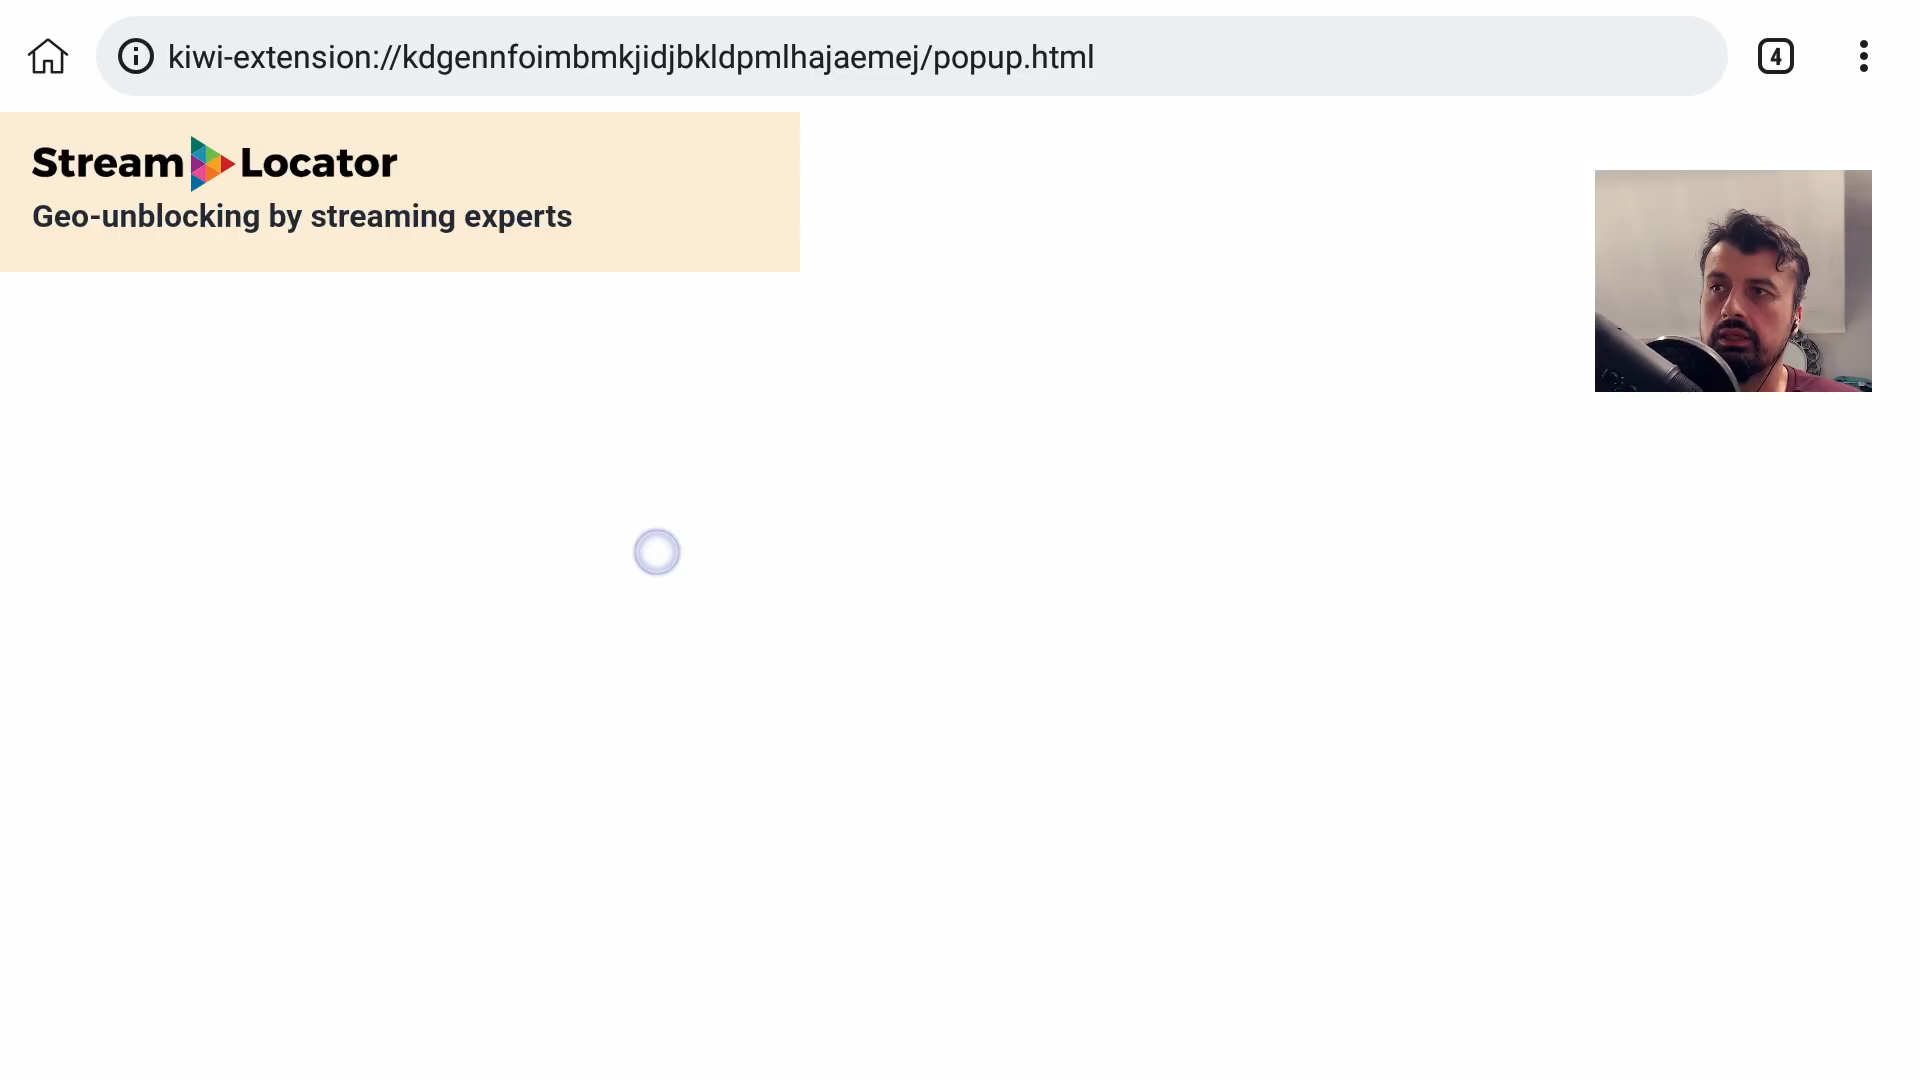 kiwi-extension://kdgennfoimbmkjidjbkldpmlhajaemej/popup.html
4
Stream Locator
Geo-unblocking by streaming experts